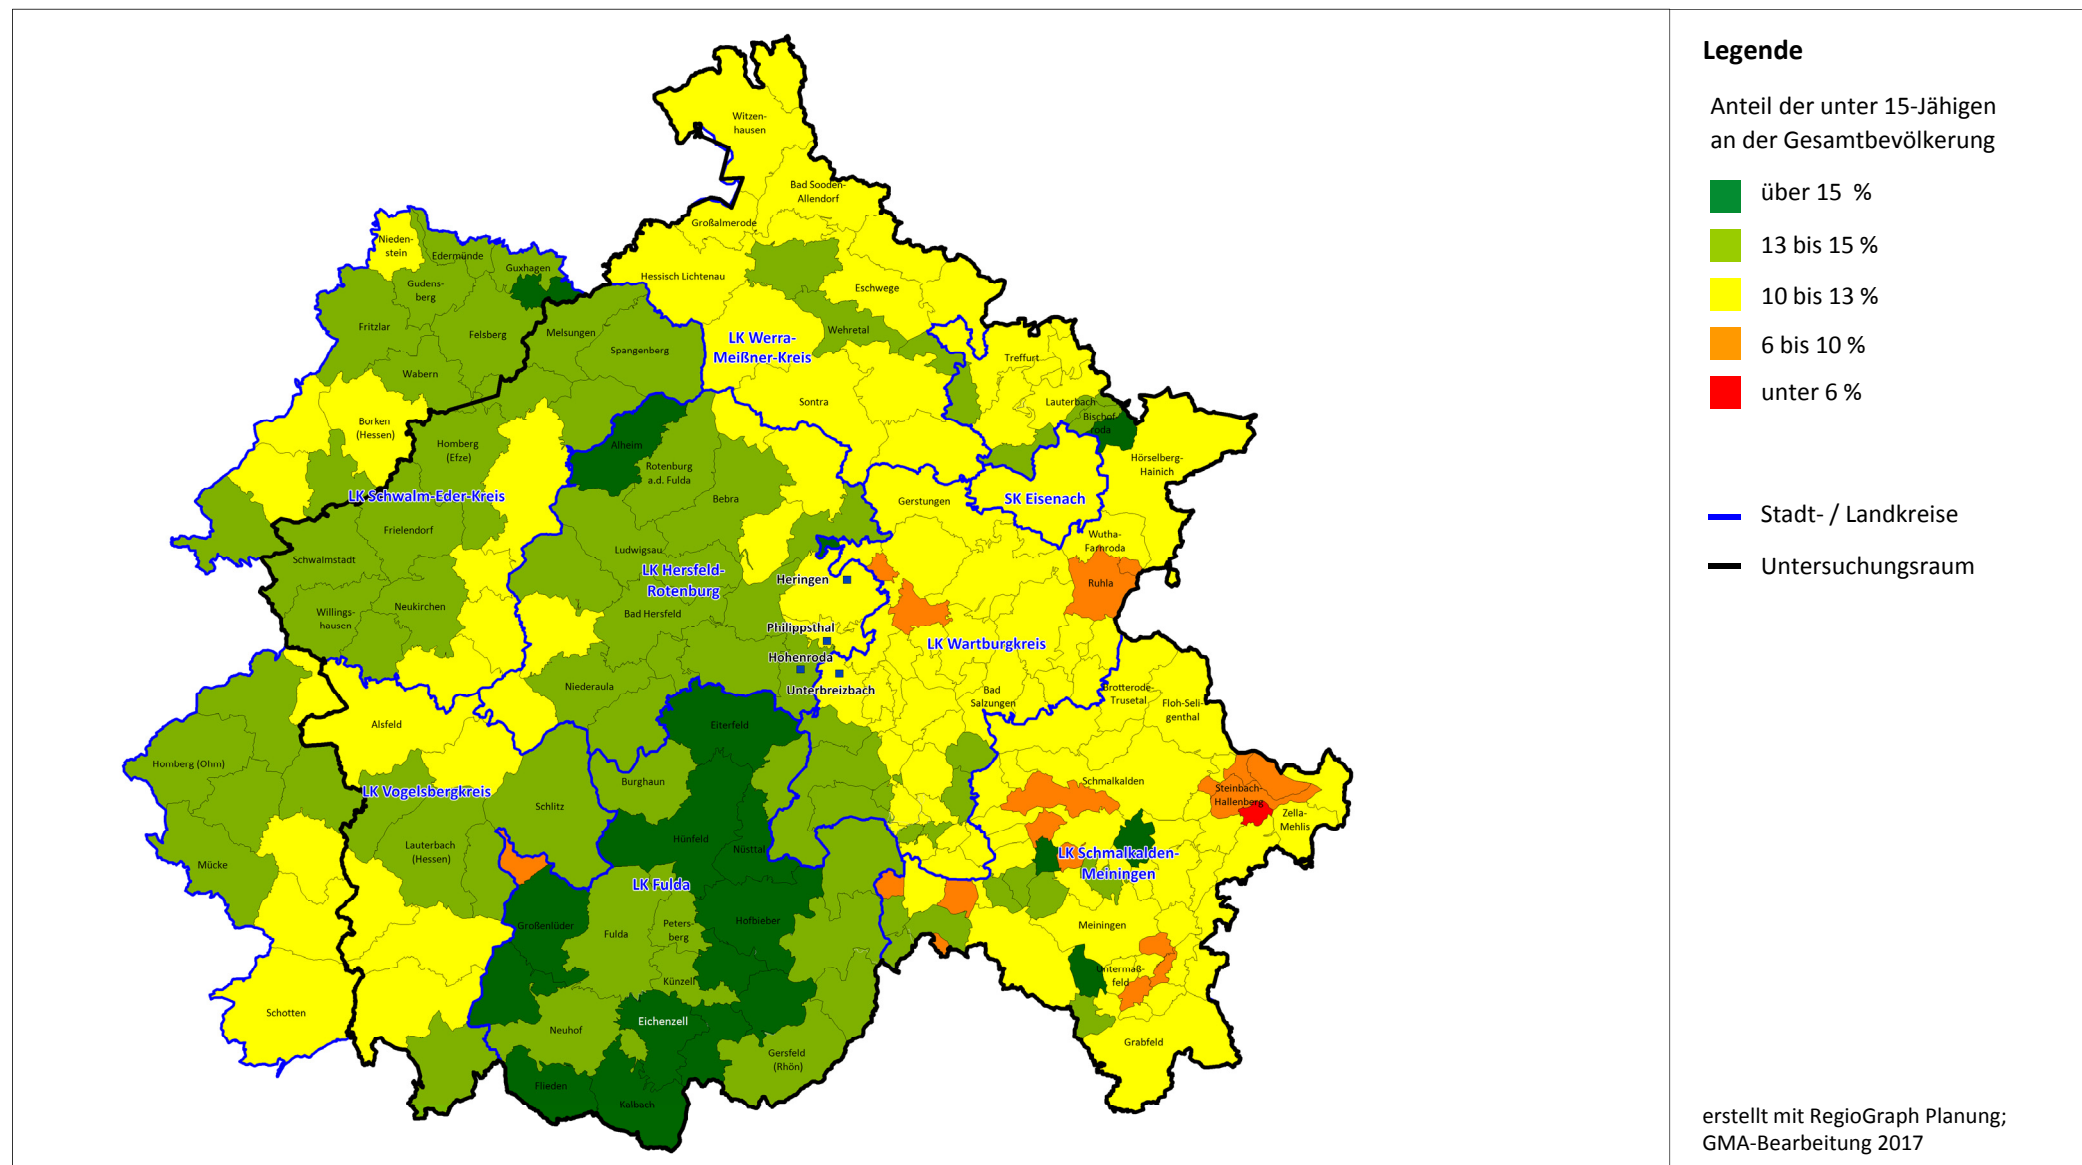 Witzen-
hausen
Bad Sooden-
Allendorf
Großalmerode
Nieden-
stein
Edermünde
Guxhagen
Hessisch Lichtenau
Gudens-
berg
Eschwege
Fritzlar
Felsberg
Melsungen
Wehretal
LK Werra-
Meißner-Kreis
Spangenberg
Treffurt
Wabern
Sontra
Lauterbach
Bischof-
roda
Borken
(Hessen)
Homberg
(Efze)
Alheim
Hörselberg-
Hainich
Rotenburg
a.d. Fulda
LK Schwalm-Eder-Kreis
Bebra
Gerstungen
SK Eisenach
Frielendorf
Wutha-
Farnroda
Ludwigsau
Schwalmstadt
LK Hersfeld-
Rotenburg
Heringen
Ruhla
Willings-
hausen
Neukirchen
Bad Hersfeld
Philippsthal
LK Wartburgkreis
Hohenroda
Niederaula
Unterbreizbach
Bad
Salzungen
Brotterode-
Trusetal
Floh-Seli-
genthal
Alsfeld
Eiterfeld
Homberg (Ohm)
Burghaun
Schmalkalden
LK Vogelsbergkreis
Schlitz
Steinbach-
Hallenberg
Zella-
Mehlis
Hünfeld
Nüsttal
Lauterbach
(Hessen)
Mücke
LK Schmalkalden-
Meiningen
LK Fulda
Großenlüder
Fulda
Peters-
berg
Hofbieber
Meiningen
Untermaß-
feld
Künzell
Schotten
Eichenzell
Neuhof
Grabfeld
Gersfeld
(Rhön)
Flieden
Kalbach
Legende
Anteil der unter 15-Jähigen
an der Gesamtbevölkerung
über 15 %
13 bis 15 %
10 bis 13 %
6 bis 10 %
unter 6 %
Stadt- / Landkreise
Untersuchungsraum
erstellt mit RegioGraph Planung;
GMA-Bearbeitung 2017